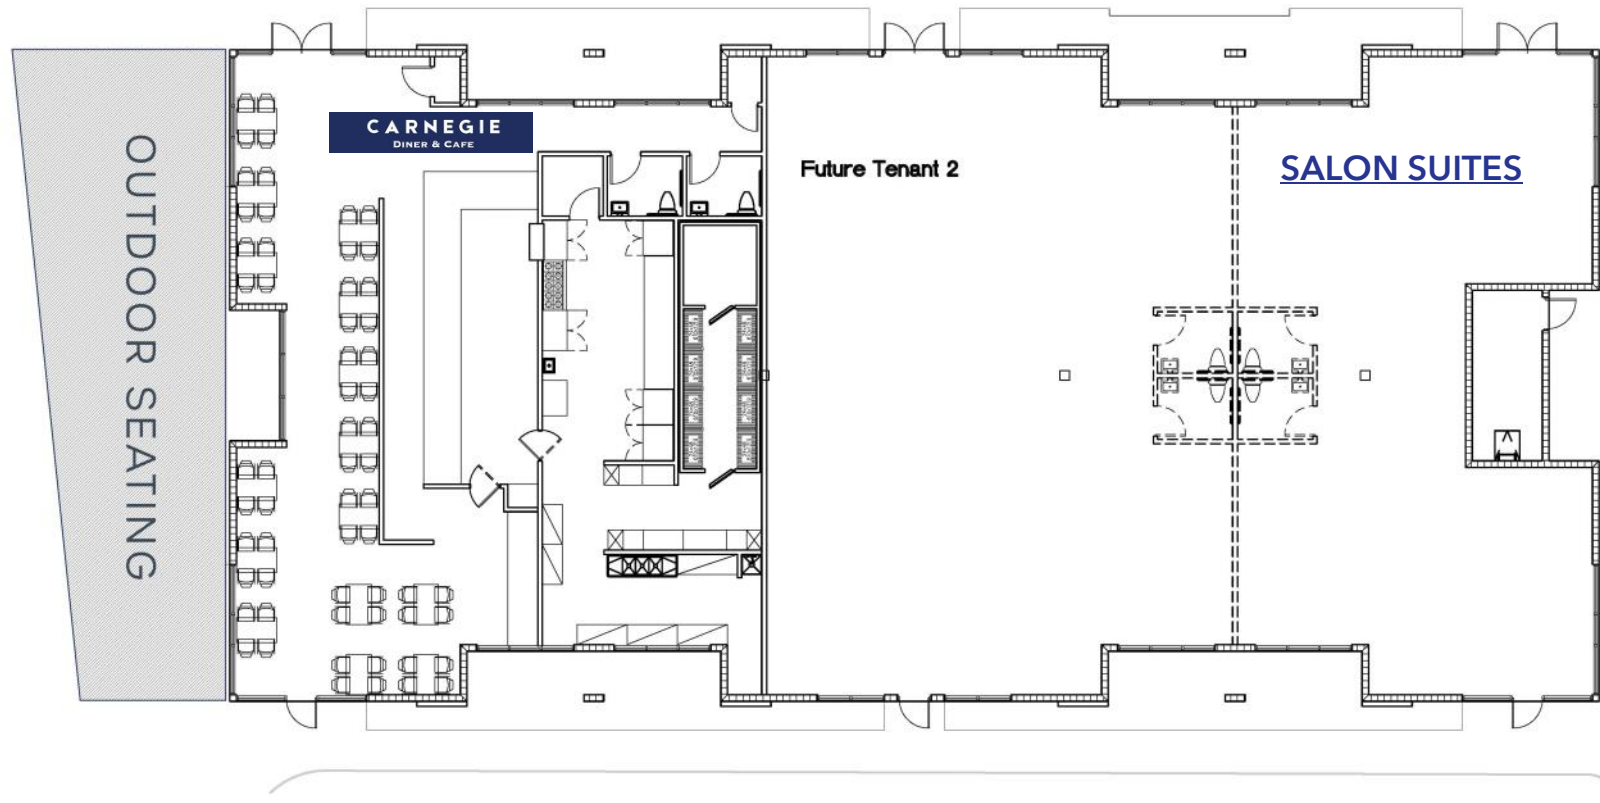 OUTDOOR SEATING
CARNEGIE
DINER & CAFE
Future Tenant 2
SALON SUITES